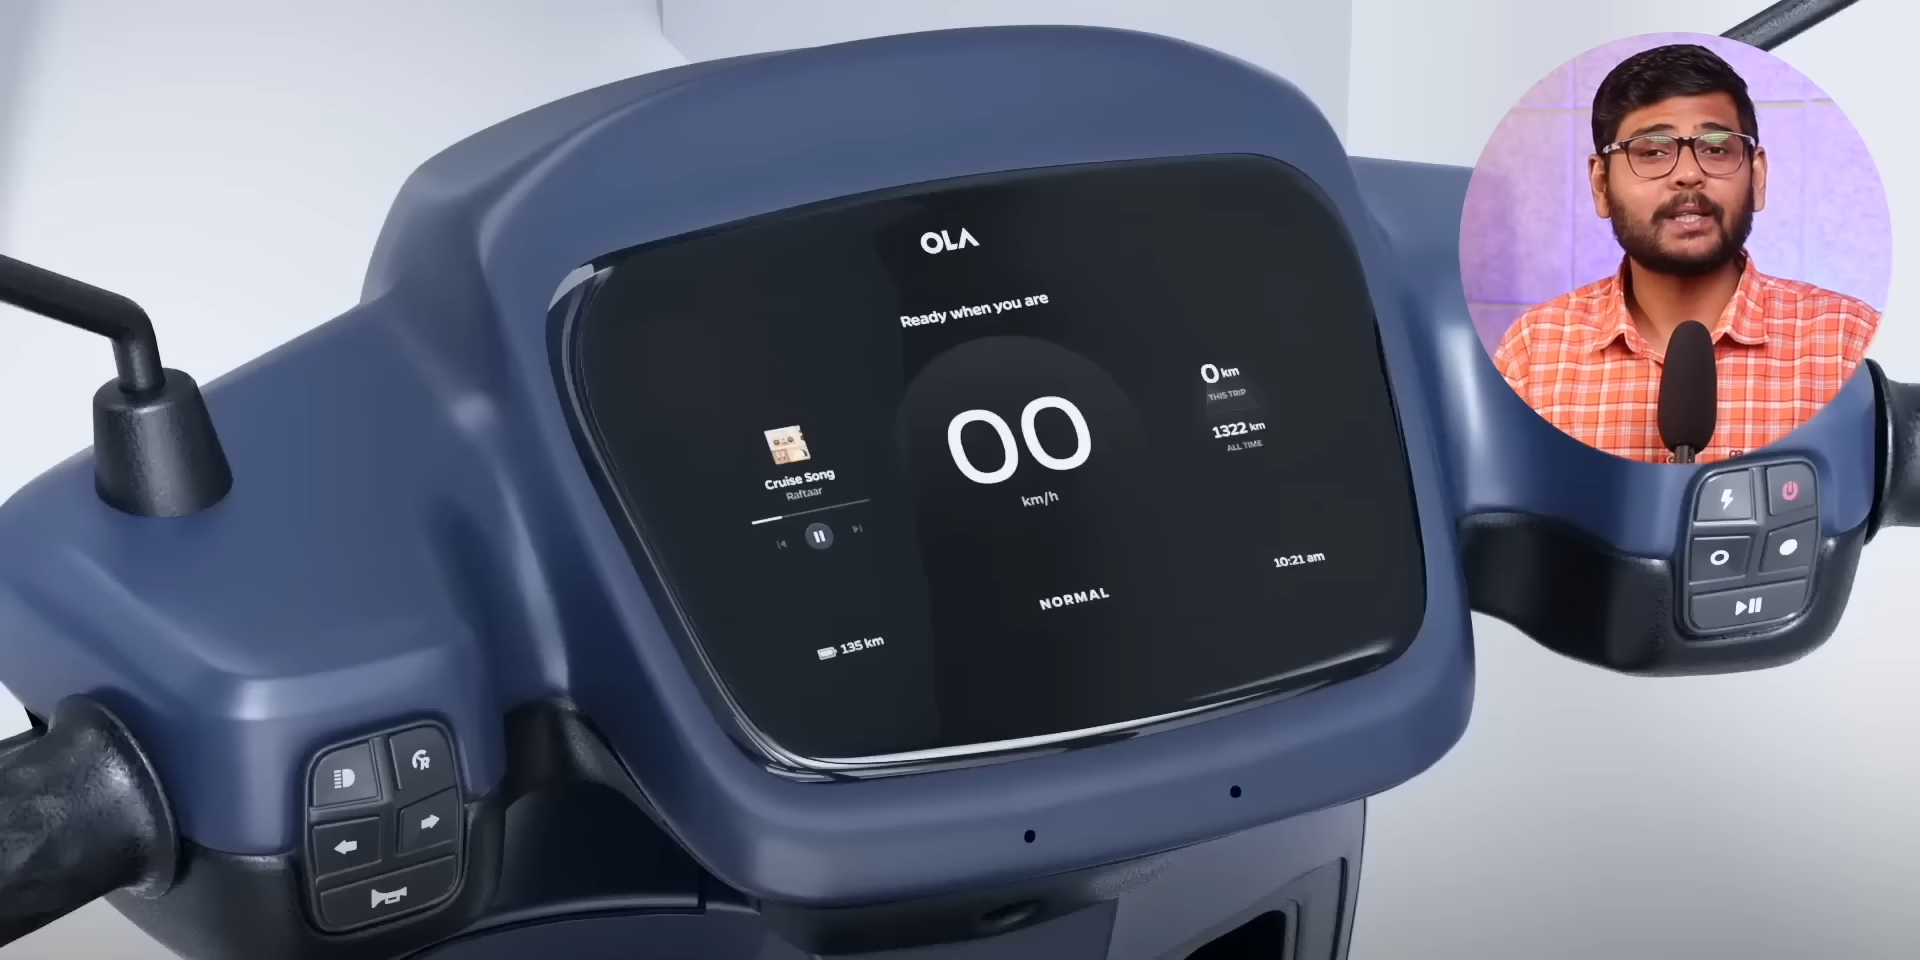 OLA
Ready when you are
00
km/h
0 km
THIS TRIP
1322 km
ALL TIME
Cruise Song
Raftaar
10:21 am
NORMAL
135 km
R